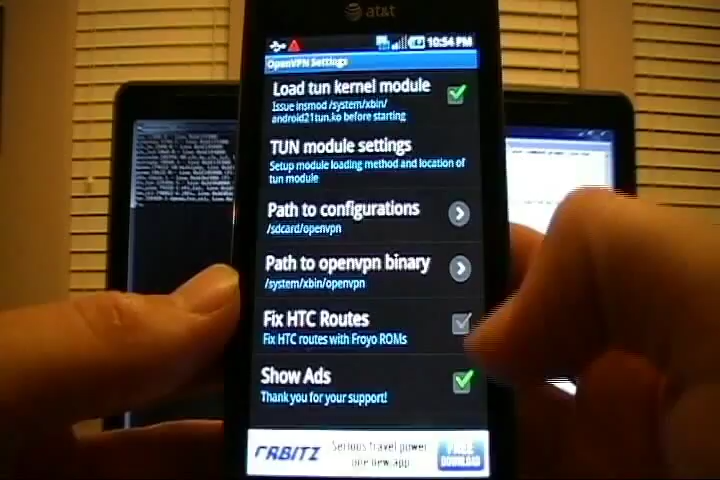 at&t
10:54 PM
OpenVPN Settings
Load tun kernel module
Issue insmod /system/xbin/
android21tun.ko before starting
TUN module settings
Setup module loading method and location of
tun module
Path to configurations
/sdcard/openvpn
Path to openvpn binary
/system/xbin/openvpn
Fix HTC Routes
Fix HTC routes with Froyo ROMs
Show Ads
Thank you for your support!
ORBITZ
Serious travel power
one new app
FREE
DOWNLOAD